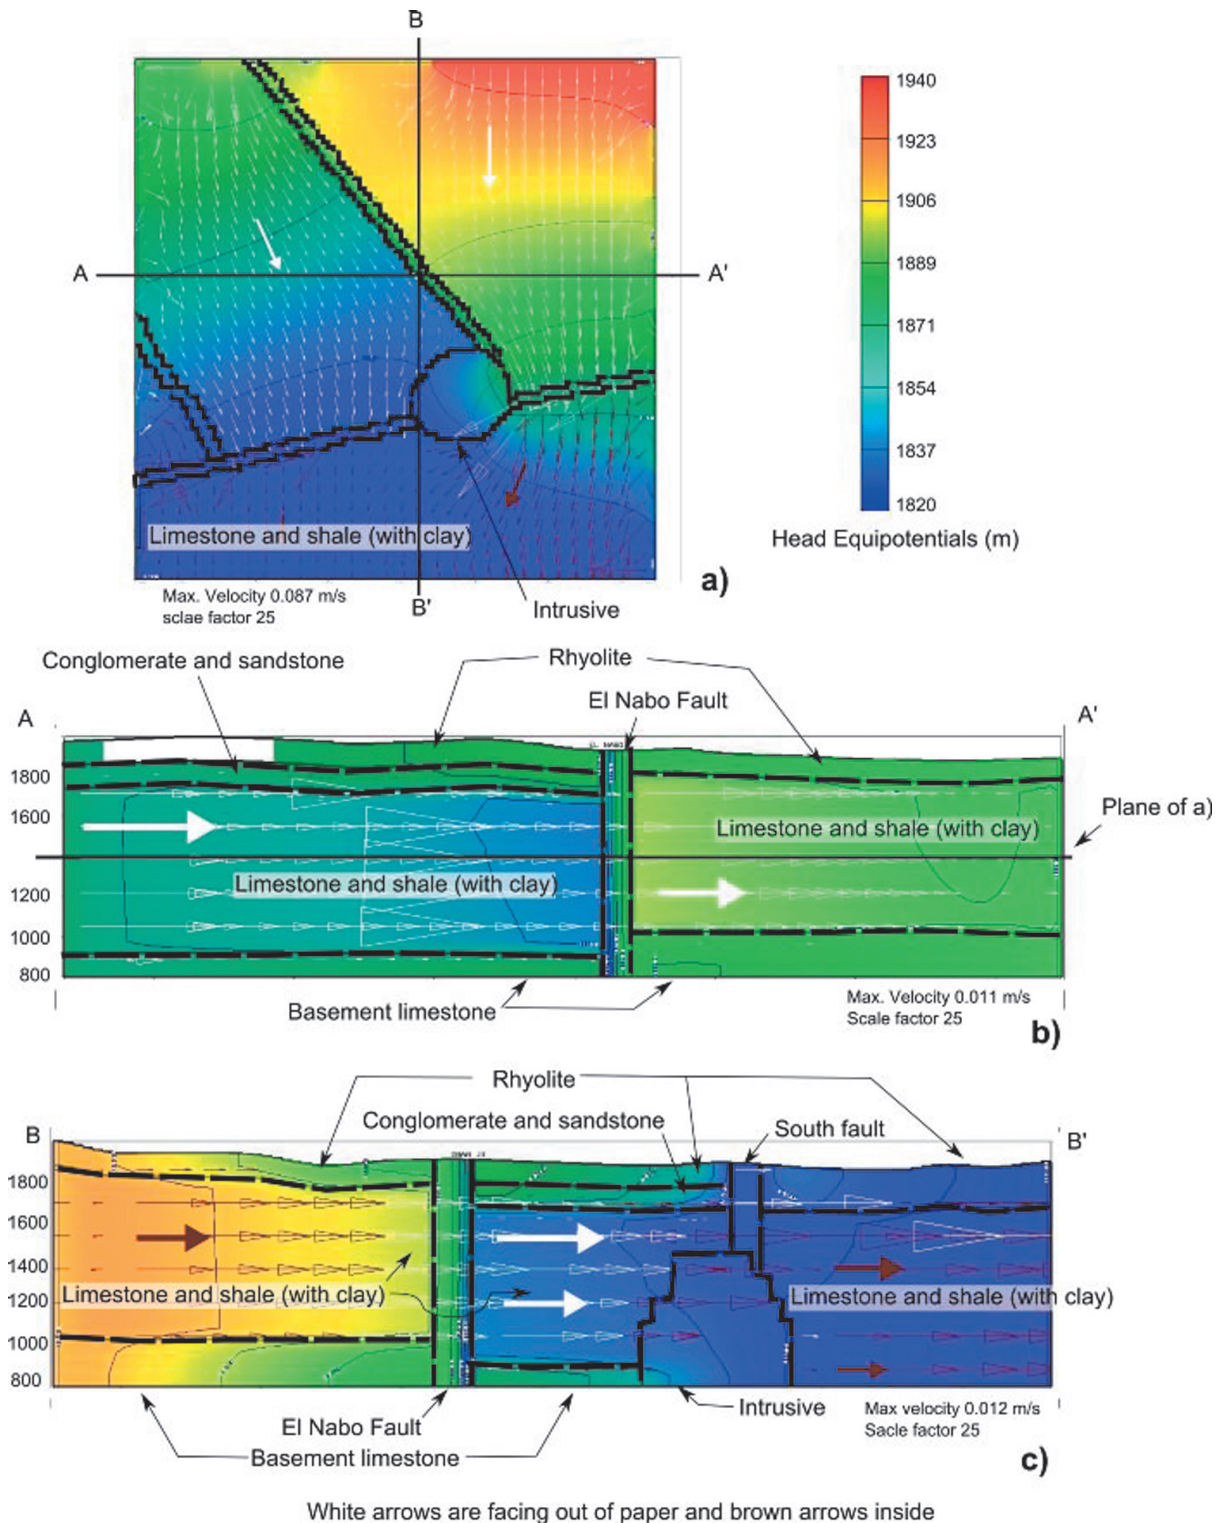 B
A
A'
Limestone and shale (with clay)
B'
Intrusive
Max. Velocity 0.087 m/s
sclae factor 25
a)
1940
1923
1906
1889
1871
1854
1837
1820
Head Equipotentials (m)
Conglomerate and sandstone
Rhyolite
El Nabo Fault
A
A'
1800
1600
1200
1000
800
Limestone and shale (with clay)
Limestone and shale (with clay)
Plane of a)
Basement limestone
Max. Velocity 0.011 m/s
Scale factor 25
b)
Rhyolite
Conglomerate and sandstone
South fault
B
B'
1800
1600
1400
1200
1000
800
Limestone and shale (with clay)
Limestone and shale (with clay)
El Nabo Fault
Basement limestone
Intrusive
Max velocity 0.012 m/s
Sacle factor 25
c)
White arrows are facing out of paper and brown arrows inside